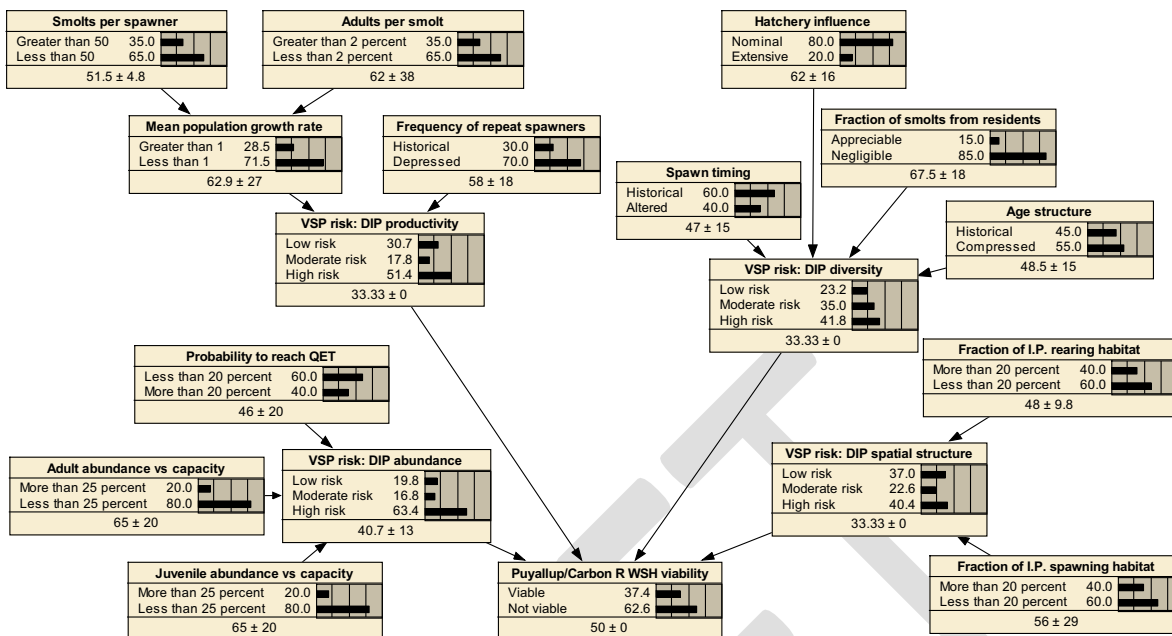 Smolts per spawner
Greater than 50 35.0
Less than 50 65.0
51.5 ± 4.8
Adults per smolt
Greater than 2 percent 35.0
Less than 2 percent 65.0
62 ± 38
Hatchery influence
Nominal 80.0
Extensive 20.0
62 ± 16
Mean population growth rate
Greater than 1 28.5
Less than 1 71.5
62.9 ± 27
Frequency of repeat spawners
Historical 30.0
Depressed 70.0
58 ± 18
Fraction of smolts from residents
Appreciable 15.0
Negligible 85.0
67.5 ± 18
Spawn timing
Historical 60.0
Altered 40.0
47 ± 15
Age structure
Historical 45.0
Compressed 55.0
48.5 ± 15
VSP risk: DIP productivity
Low risk 30.7
Moderate risk 17.8
High risk 51.4
33.33 ± 0
VSP risk: DIP diversity
Low risk 23.2
Moderate risk 35.0
High risk 41.8
33.33 ± 0
Probability to reach QET
Less than 20 percent 60.0
More than 20 percent 40.0
46 ± 20
Fraction of I.P. rearing habitat
More than 20 percent 40.0
Less than 20 percent 60.0
48 ± 9.8
Adult abundance vs capacity
More than 25 percent 20.0
Less than 25 percent 80.0
65 ± 20
VSP risk: DIP abundance
Low risk 19.8
Moderate risk 16.8
High risk 63.4
40.7 ± 13
VSP risk: DIP spatial structure
Low risk 37.0
Moderate risk 22.6
High risk 40.4
33.33 ± 0
Juvenile abundance vs capacity
More than 25 percent 20.0
Less than 25 percent 80.0
65 ± 20
Puyallup/Carbon R WSH viability
Viable 37.4
Not viable 62.6
50 ± 0
Fraction of I.P. spawning habitat
More than 20 percent 40.0
Less than 20 percent 60.0
56 ± 29